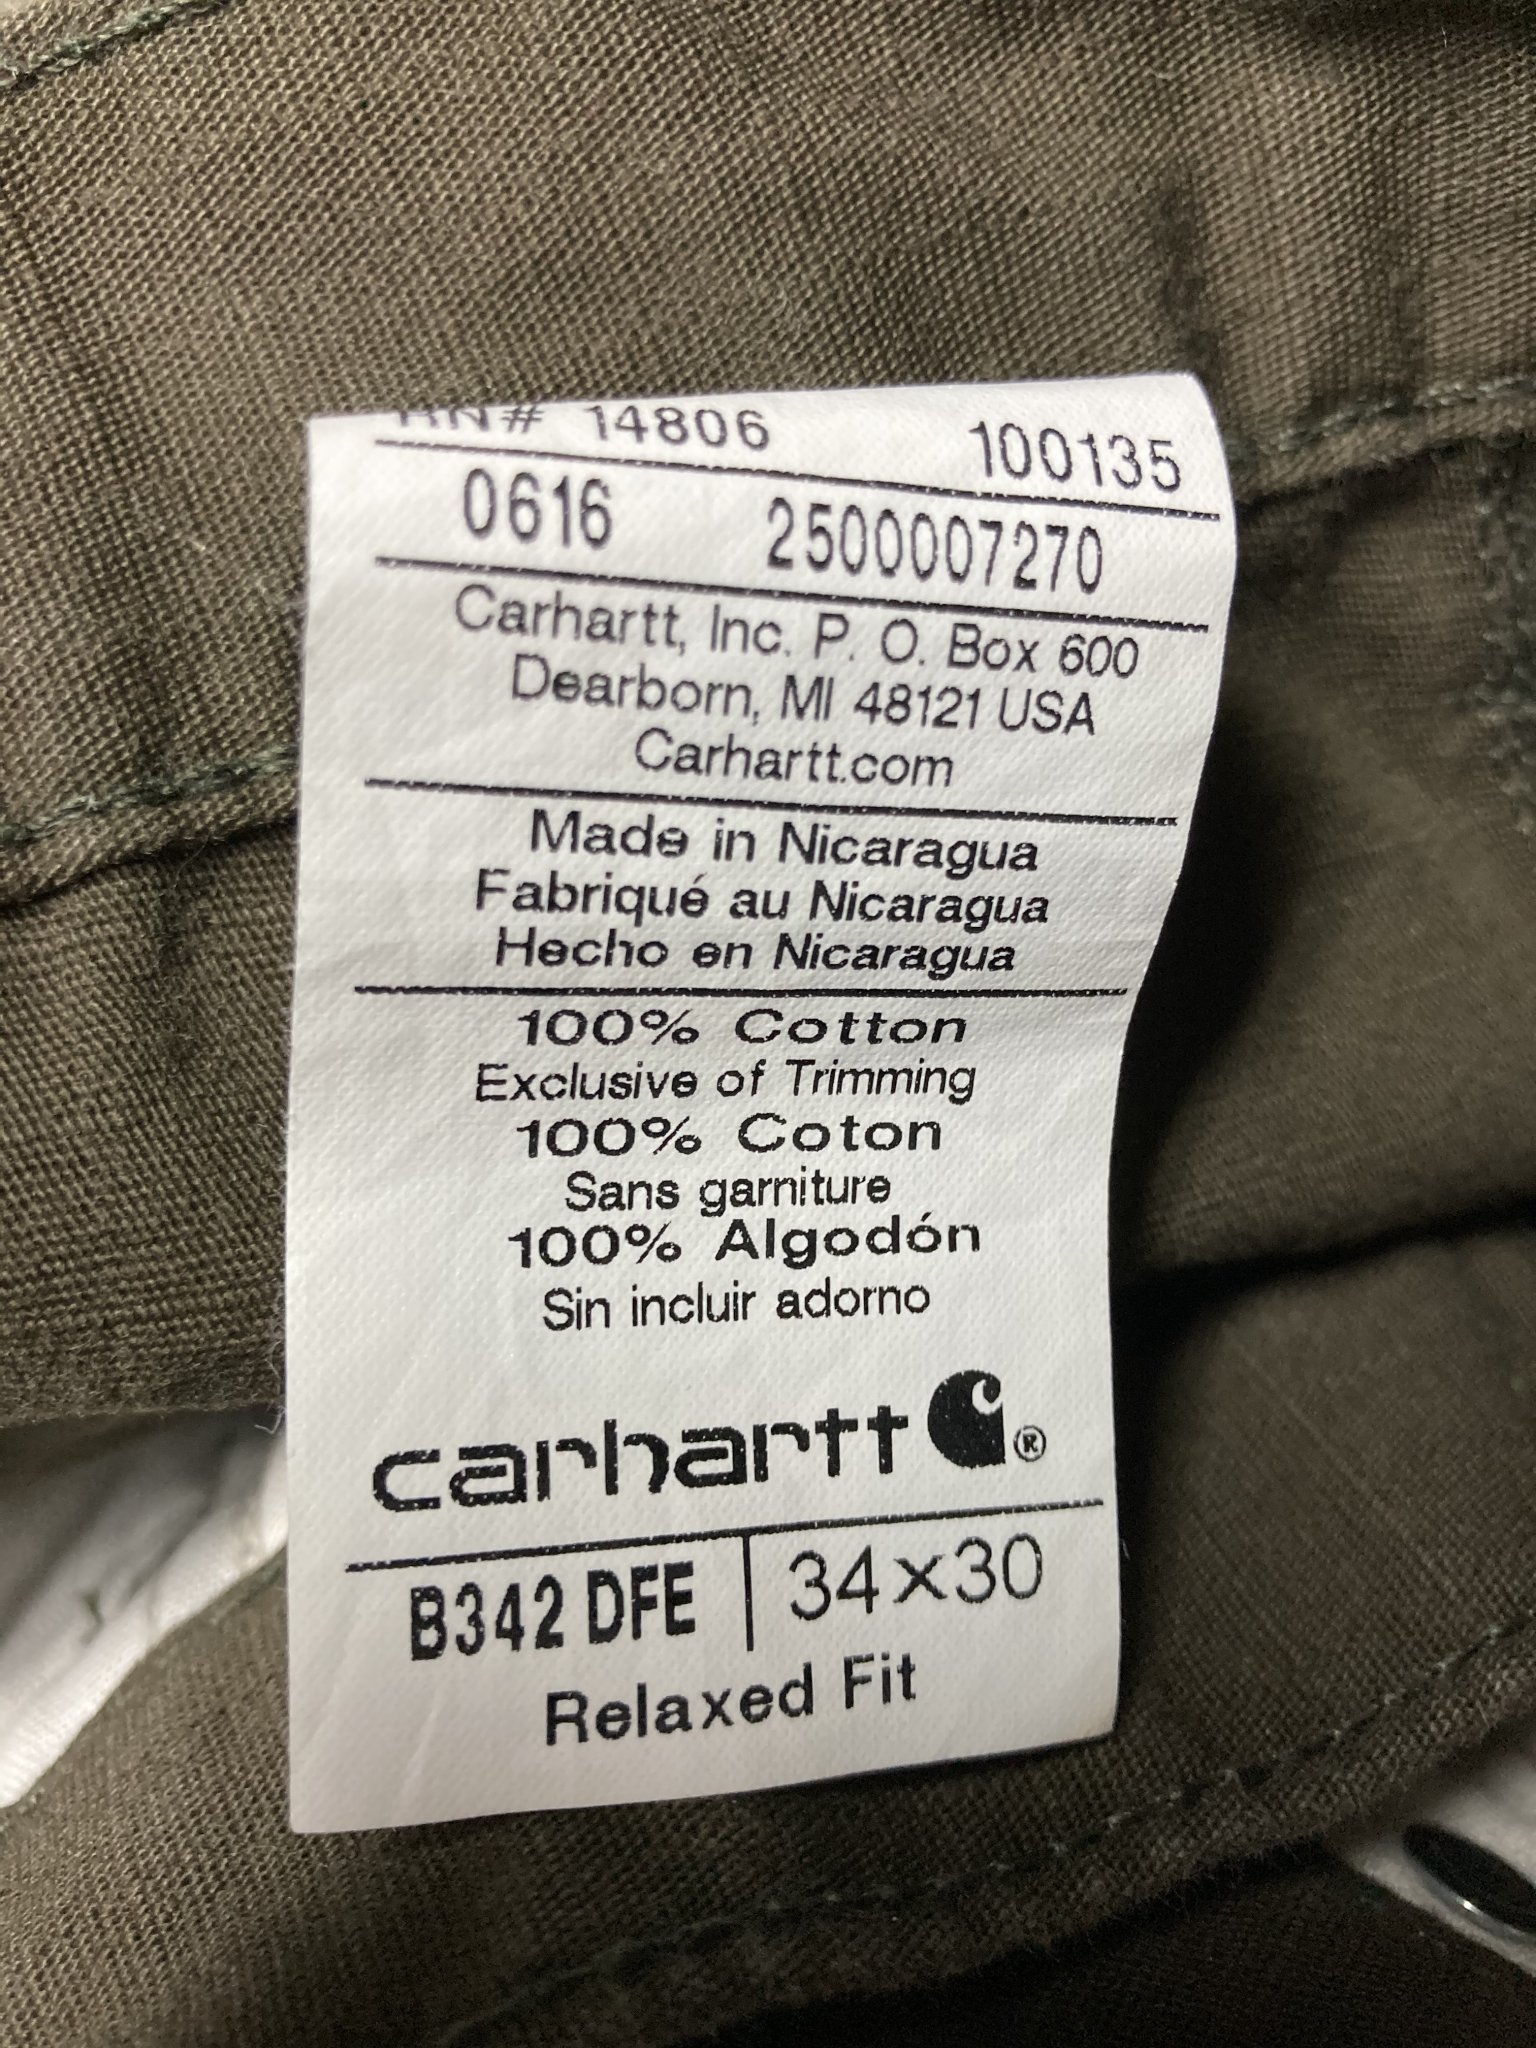 RN# 14806 100135
0616 2500007270
Carhartt, Inc. P. O. Box 600
Dearborn, MI 48121 USA
Carhartt.com
Made in Nicaragua
Fabriqué au Nicaragua
Hecho en Nicaragua
100% Cotton
Exclusive of Trimming
100% Coton
Sans garniture
100% Algodón
Sin incluir adorno
carhartt ®
B342 DFE 34×30
Relaxed Fit